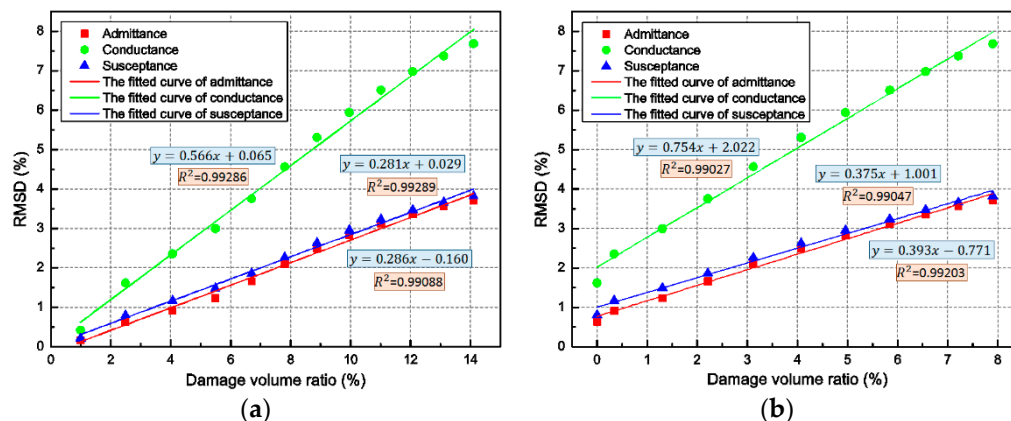 Admittance
Conductance
Susceptance
The fitted curve of admittance
The fitted curve of conductance
The fitted curve of susceptance
y = 0.566x + 0.065
R²=0.99286
y = 0.281x + 0.029
R²=0.99289
y = 0.286x − 0.160
R²=0.99088
RMSD (%)
8
7
6
5
4
3
2
1
0
0 2 4 6 8 10 12 14
Damage volume ratio (%)
(a)
Admittance
Conductance
Susceptance
The fitted curve of admittance
The fitted curve of conductance
The fitted curve of susceptance
y = 0.754x + 2.022
R²=0.99027
y = 0.375x + 1.001
R²=0.99047
y = 0.393x − 0.771
R²=0.99203
RMSD (%)
8
7
6
5
4
3
2
1
0
0 1 2 3 4 5 6 7 8
Damage volume ratio (%)
(b)